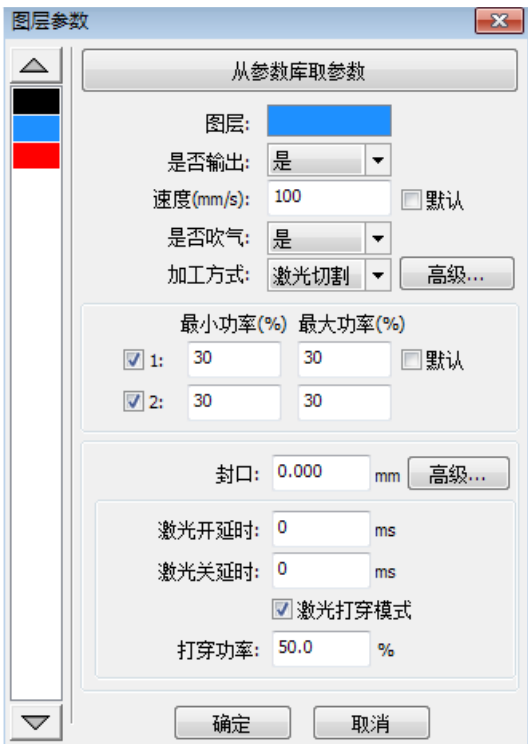 图层参数
从参数库取参数
图层:
是否输出: 是
速度(mm/s): 100 默认
是否吹气: 是
加工方式: 激光切割 高级...
最小功率(%) 最大功率(%)
1: 30 30 默认
2: 30 30
封口: 0.000 mm 高级...
激光开延时: 0 ms
激光关延时: 0 ms
激光打穿模式
打穿功率: 50.0 %
确定 取消